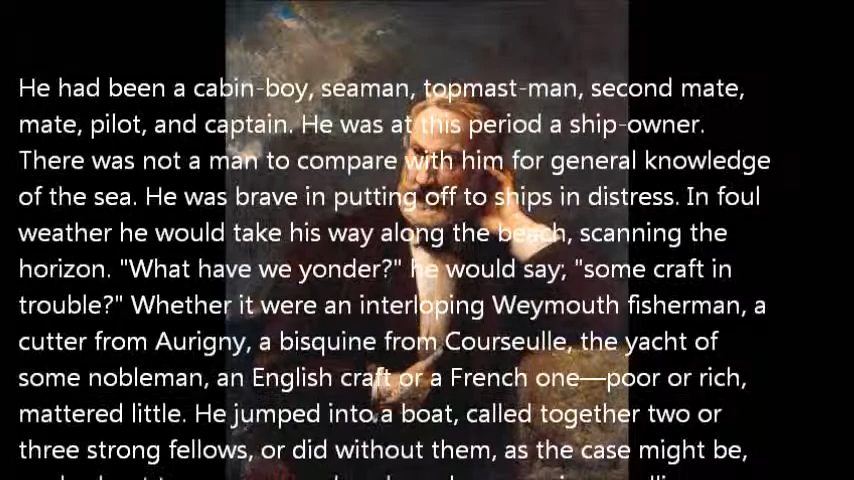 He had been a cabin-boy, seaman, topmast-man, second mate,
mate, pilot, and captain. He was at this period a ship-owner.
There was not a man to compare with him for general knowledge
of the sea. He was brave in putting off to ships in distress. In foul
weather he would take his way along the beach, scanning the
horizon. "What have we yonder?" he would say; "some craft in
trouble?" Whether it were an interloping Weymouth fisherman, a
cutter from Aurigny, a bisquine from Courseulle, the yacht of
some nobleman, an English craft or a French one—poor or rich,
mattered little. He jumped into a boat, called together two or
three strong fellows, or did without them, as the case might be,